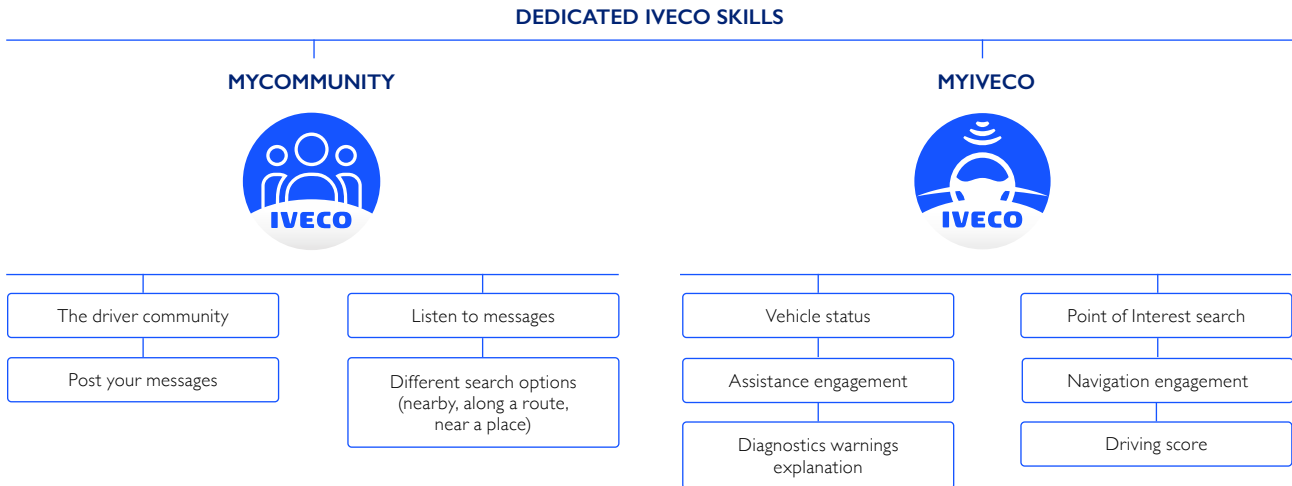 DEDICATED IVECO SKILLS
MYCOMMUNITY
IVECO
The driver community
Post your messages
Listen to messages
Different search options
(nearby, along a route,
near a place)
MYIVECO
IVECO
Vehicle status
Assistance engagement
Diagnostics warnings
explanation
Point of Interest search
Navigation engagement
Driving score